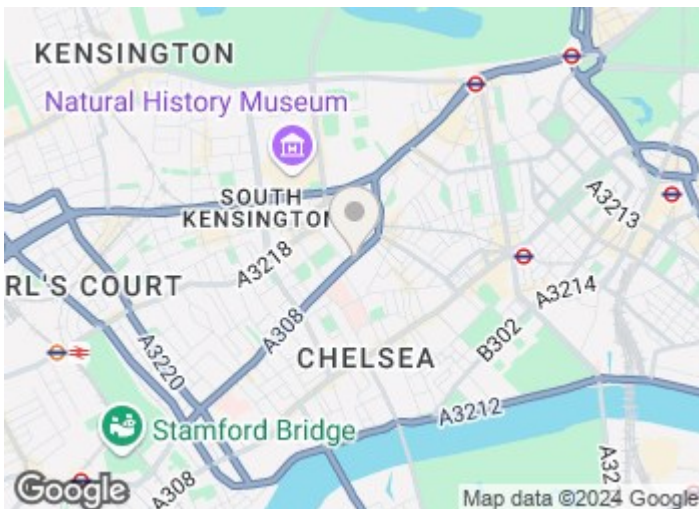 KENSINGTON
Natural History Museum
SOUTH
KENSINGTON
A3213
A3218
RL'S COURT
A3214
A308
CHELSEA
B302
A3220
A3212
Stamford Bridge
A308
A32
Google
Map data ©2024 Google